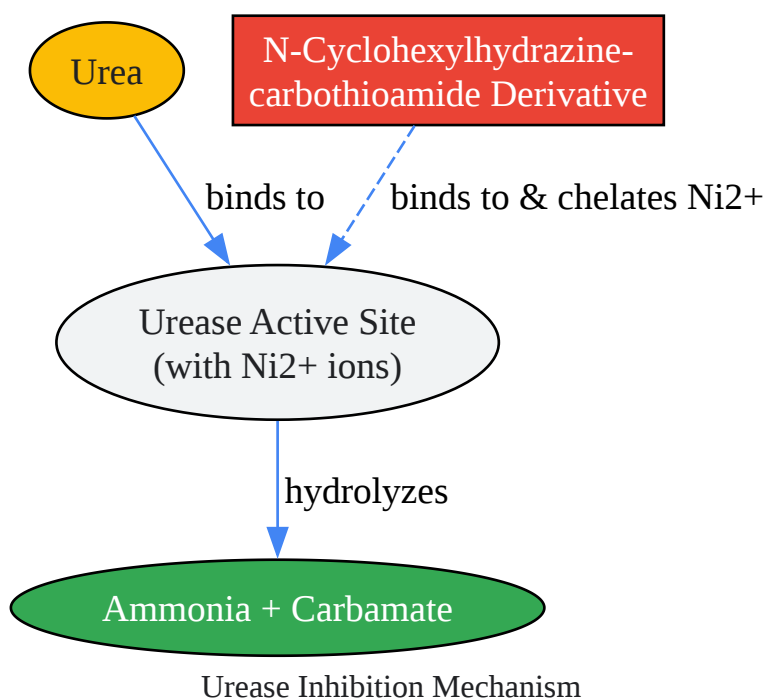 Urea
N-Cyclohexylhydrazine-
carbothioamide Derivative
binds to
binds to & chelates Ni2+
Urease Active Site
(with Ni2+ ions)
hydrolyzes
Ammonia + Carbamate
Urease Inhibition Mechanism